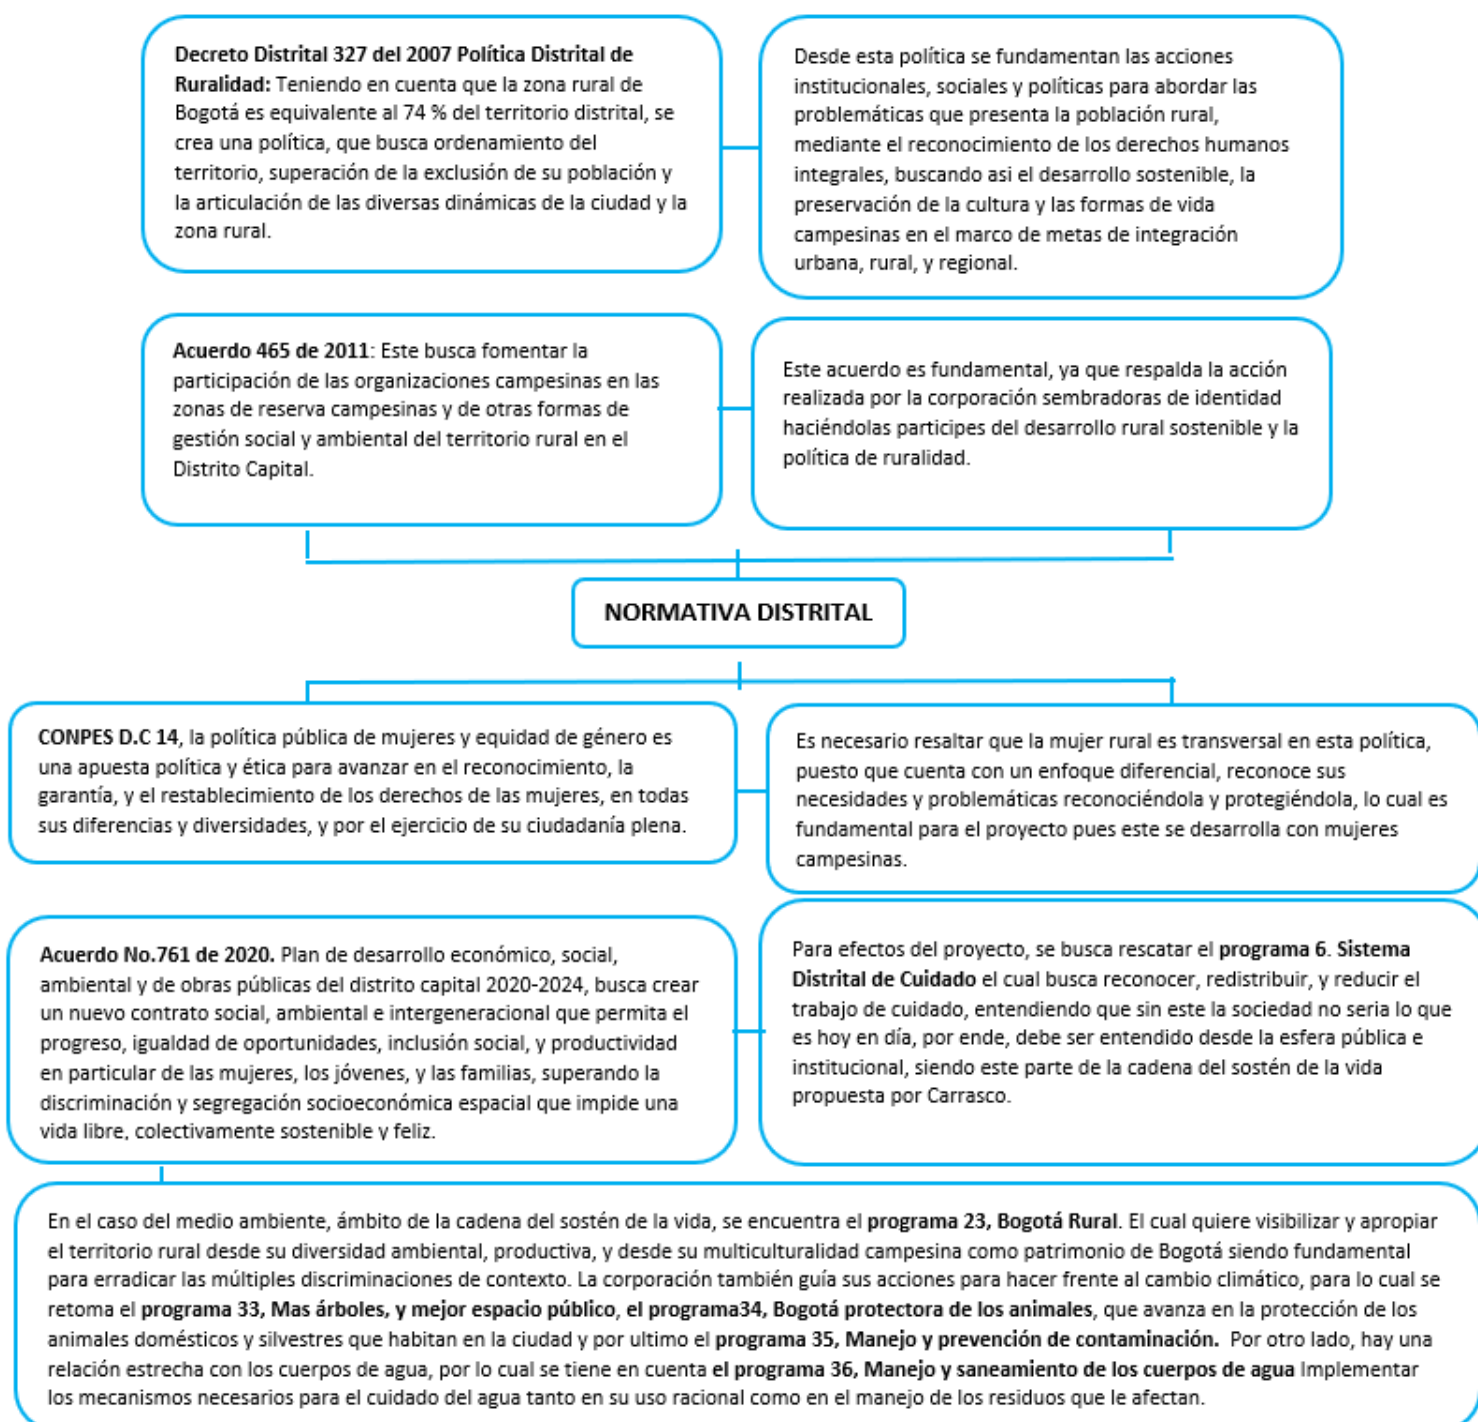 Decreto Distrital 327 del 2007 Política Distrital de
Ruralidad: Teniendo en cuenta que la zona rural de
Bogotá es equivalente al 74 % del territorio distrital, se
crea una política, que busca ordenamiento del
territorio, superación de la exclusión de su población y
la articulación de las diversas dinámicas de la ciudad y la
zona rural.
Desde esta política se fundamentan las acciones
institucionales, sociales y políticas para abordar las
problemáticas que presenta la población rural,
mediante el reconocimiento de los derechos humanos
integrales, buscando asi el desarrollo sostenible, la
preservación de la cultura y las formas de vida
campesinas en el marco de metas de integración
urbana, rural, y regional.
Acuerdo 465 de 2011: Este busca fomentar la
participación de las organizaciones campesinas en las
zonas de reserva campesinas y de otras formas de
gestión social y ambiental del territorio rural en el
Distrito Capital.
Este acuerdo es fundamental, ya que respalda la acción
realizada por la corporación sembradoras de identidad
haciéndolas participes del desarrollo rural sostenible y la
política de ruralidad.
NORMATIVA DISTRITAL
CONPES D.C 14, la política pública de mujeres y equidad de género es
una apuesta política y ética para avanzar en el reconocimiento, la
garantía, y el restablecimiento de los derechos de las mujeres, en todas
sus diferencias y diversidades, y por el ejercicio de su ciudadanía plena.
Es necesario resaltar que la mujer rural es transversal en esta política,
puesto que cuenta con un enfoque diferencial, reconoce sus
necesidades y problemáticas reconociéndola y protegiéndola, lo cual es
fundamental para el proyecto pues este se desarrolla con mujeres
campesinas.
Acuerdo No.761 de 2020. Plan de desarrollo económico, social,
ambiental y de obras públicas del distrito capital 2020-2024, busca crear
un nuevo contrato social, ambiental e intergeneracional que permita el
progreso, igualdad de oportunidades, inclusión social, y productividad
en particular de las mujeres, los jóvenes, y las familias, superando la
discriminación y segregación socioeconómica espacial que impide una
vida libre, colectivamente sostenible y feliz.
Para efectos del proyecto, se busca rescatar el programa 6. Sistema
Distrital de Cuidado el cual busca reconocer, redistribuir, y reducir el
trabajo de cuidado, entendiendo que sin este la sociedad no seria lo que
es hoy en día, por ende, debe ser entendido desde la esfera pública e
institucional, siendo este parte de la cadena del sostén de la vida
propuesta por Carrasco.
En el caso del medio ambiente, ámbito de la cadena del sostén de la vida, se encuentra el programa 23, Bogotá Rural. El cual quiere visibilizar y apropiar
el territorio rural desde su diversidad ambiental, productiva, y desde su multiculturalidad campesina como patrimonio de Bogotá siendo fundamental
para erradicar las múltiples discriminaciones de contexto. La corporación también guía sus acciones para hacer frente al cambio climático, para lo cual se
retoma el programa 33, Mas árboles, y mejor espacio público, el programa34, Bogotá protectora de los animales, que avanza en la protección de los
animales domésticos y silvestres que habitan en la ciudad y por ultimo el programa 35, Manejo y prevención de contaminación. Por otro lado, hay una
relación estrecha con los cuerpos de agua, por lo cual se tiene en cuenta el programa 36, Manejo y saneamiento de los cuerpos de agua Implementar
los mecanismos necesarios para el cuidado del agua tanto en su uso racional como en el manejo de los residuos que le afectan.